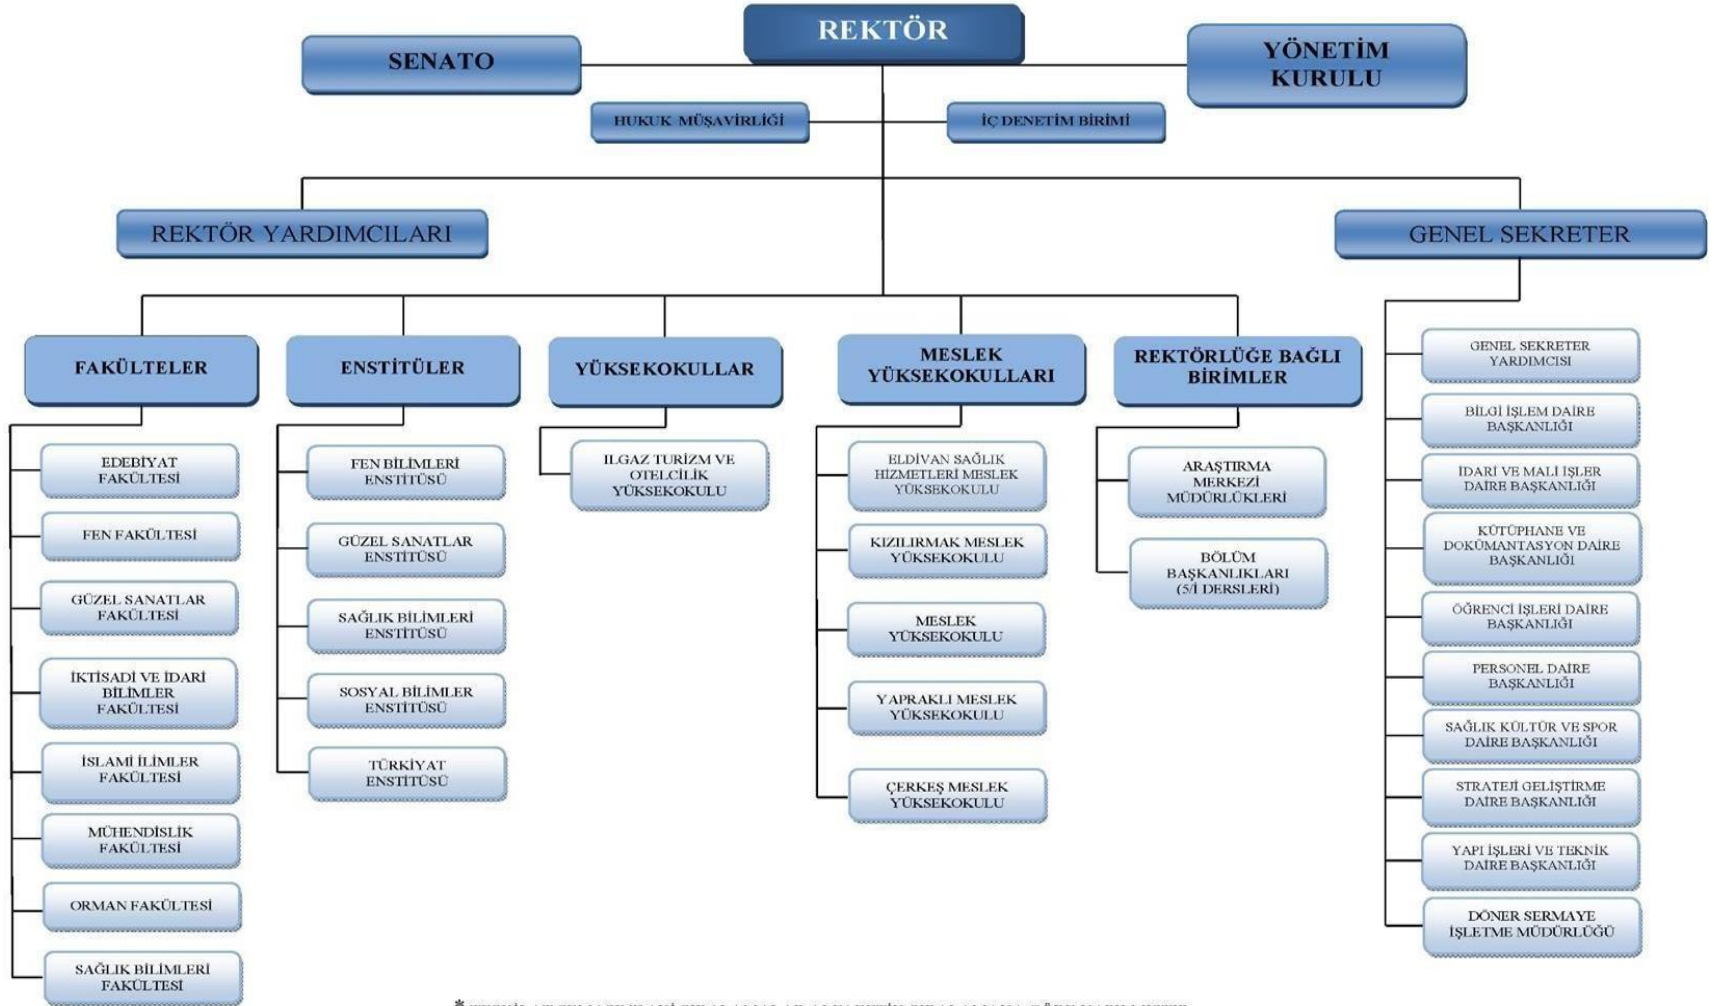 REKTÖR
SENATO
YÖNETİM
KURULU
HUKUK MÜŞAVİRLİĞİ
İÇ DENETİM BİRİMİ
REKTÖR YARDIMCILARI
GENEL SEKRETER
FAKÜLTELER
EDEBİYAT
FAKÜLTESİ
FEN FAKÜLTESİ
GÜZEL SANATLAR
FAKÜLTESİ
İKTİSADİ VE İDARİ
BİLİMLER
FAKÜLTESİ
İSLAMİ İLİMLER
FAKÜLTESİ
MÜHENDİSLİK
FAKÜLTESİ
ORMAN FAKÜLTESİ
SAĞLIK BİLİMLERİ
FAKÜLTESİ
ENSTİTÜLER
FEN BİLİMLERİ
ENSTİTÜSÜ
GÜZEL SANATLAR
ENSTİTÜSÜ
SAĞLIK BİLİMLERİ
ENSTİTÜSÜ
SOSYAL BİLİMLER
ENSTİTÜSÜ
TÜRKİYAT
ENSTİTÜSÜ
YÜKSEKOKULLAR
ILGAZ TURİZM VE
OTELCİLİK
YÜKSEKOKULU
MESLEK
YÜKSEKOKULLARI
ELDİVAN SAĞLIK
HİZMETLERİ MESLEK
YÜKSEKOKULU
KIZILIRMAK MESLEK
YÜKSEKOKULU
MESLEK
YÜKSEKOKULU
YAPRAKLI MESLEK
YÜKSEKOKULU
ÇERKEŞ MESLEK
YÜKSEKOKULU
REKTÖRLÜĞE BAĞLI
BİRİMLER
ARAŞTIRMA
MERKEZİ
MÜDÜRLÜKLERİ
BÖLÜM
BAŞKANLIKLARI
(5/İ DERSLERİ)
GENEL SEKRETER
YARDIMCISI
BİLGİ İŞLEM DAİRE
BAŞKANLIĞI
İDARİ VE MALİ İŞLER
DAİRE BAŞKANLIĞI
KÜTÜPHANE VE
DOKÜMANTASYON DAİRE
BAŞKANLIĞI
ÖĞRENCİ İŞLERİ DAİRE
BAŞKANLIĞI
PERSONEL DAİRE
BAŞKANLIĞI
SAĞLIK KÜLTÜR VE SPOR
DAİRE BAŞKANLIĞI
STRATEJİ GELİŞTİRME
DAİRE BAŞKANLIĞI
YAPI İŞLERİ VE TEKNİK
DAİRE BAŞKANLIĞI
DÖNER SERMAYE
İŞLETME MÜDÜRLÜĞÜ
*